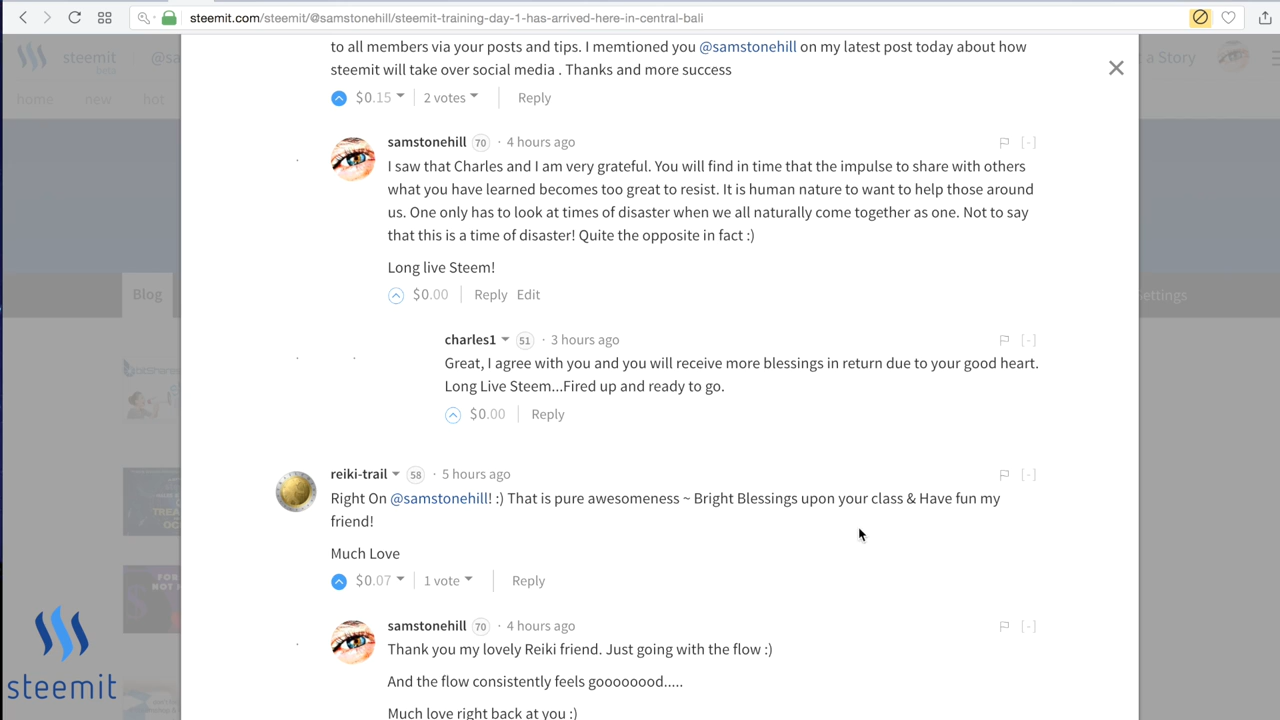 steemit.com/steemit/@samstonehill/steemit-training-day-1-has-arrived-here-in-central-bali
steemit
beta
@sa
t a Story
home new hot
to all members via your posts and tips. I memtioned you @samstonehill on my latest post today about how
steemit will take over social media . Thanks and more success
$0.15 2 votes Reply
samstonehill 70 · 4 hours ago [-]
I saw that Charles and I am very grateful. You will find in time that the impulse to share with others
what you have learned becomes too great to resist. It is human nature to want to help those around
us. One only has to look at times of disaster when we all naturally come together as one. Not to say
that this is a time of disaster! Quite the opposite in fact :)
Long live Steem!
$0.00 Reply Edit
Blog
Settings
charles1 51 · 3 hours ago [-]
Great, I agree with you and you will receive more blessings in return due to your good heart.
Long Live Steem...Fired up and ready to go.
$0.00 Reply
reiki-trail 58 · 5 hours ago [-]
Right On @samstonehill! :) That is pure awesomeness ~ Bright Blessings upon your class & Have fun my
friend!
Much Love
$0.07 1 vote Reply
samstonehill 70 · 4 hours ago [-]
Thank you my lovely Reiki friend. Just going with the flow :)
And the flow consistently feels goooooood.....
Much love right back at you :)
steemit